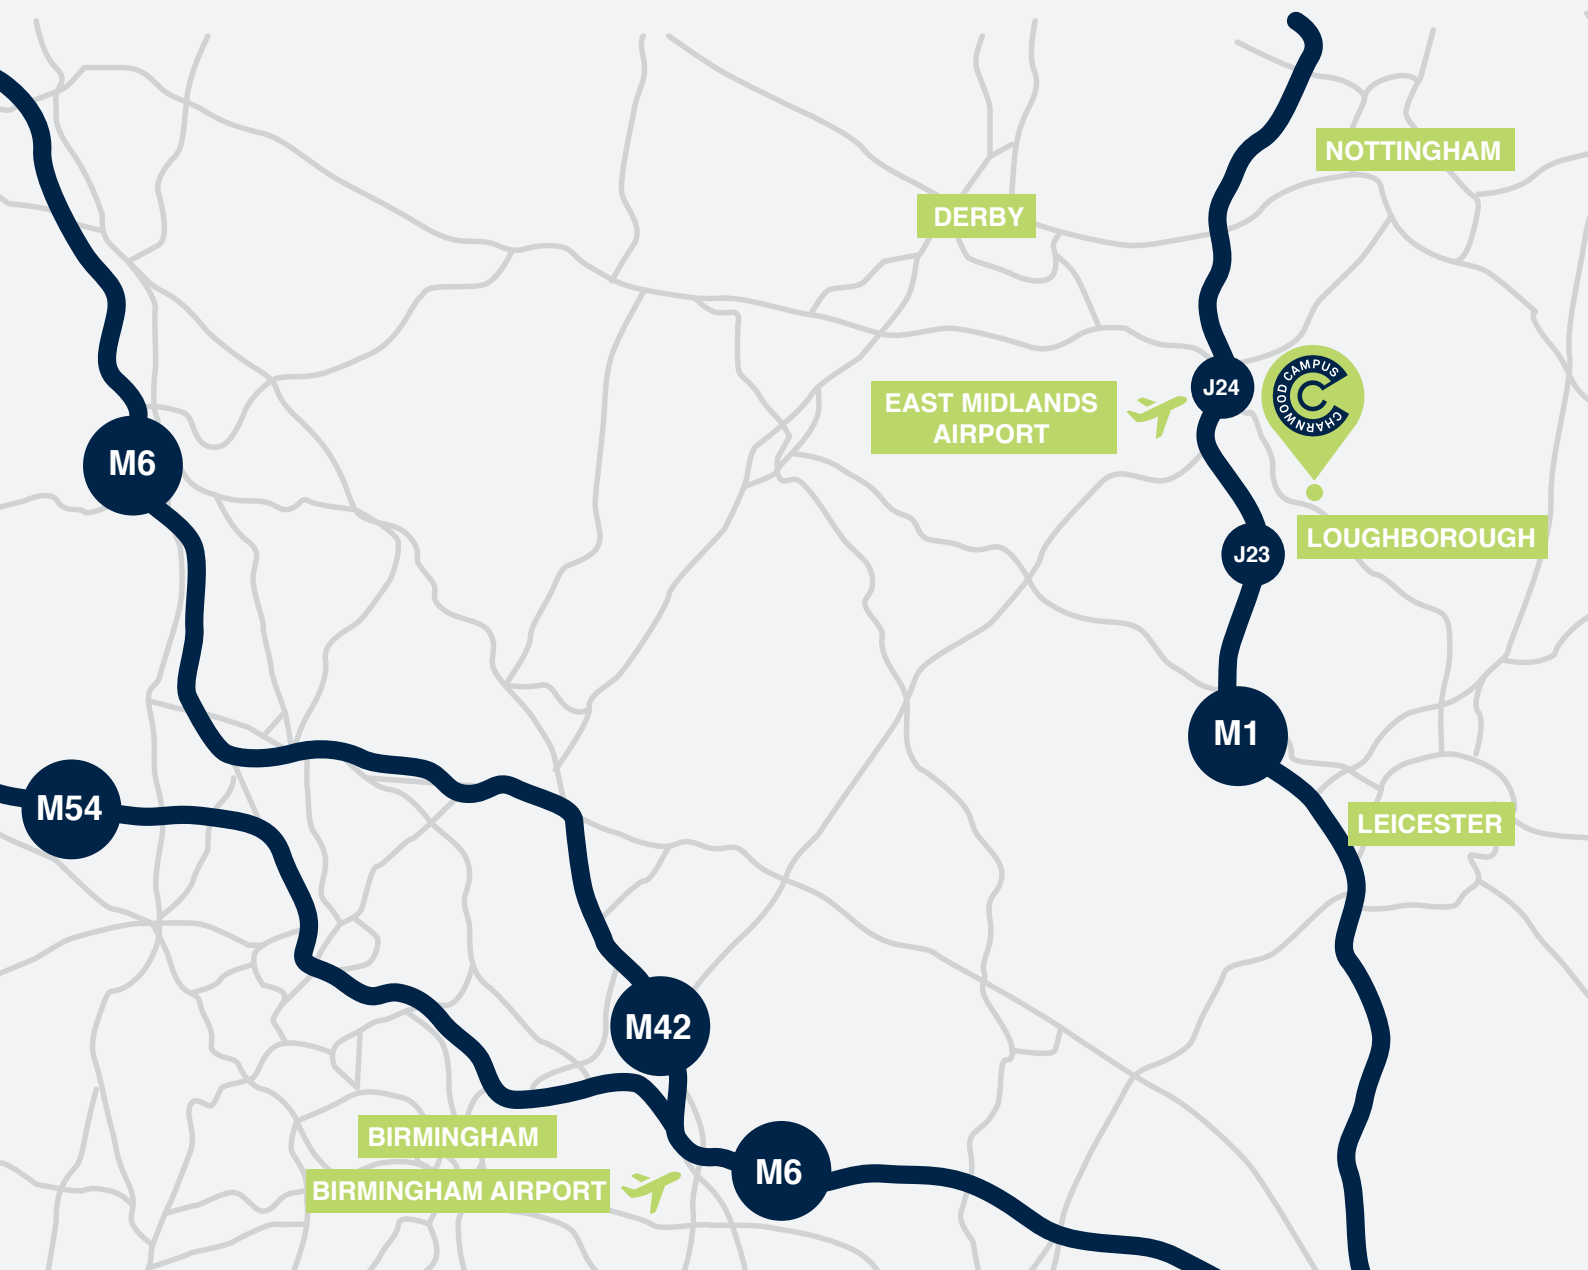 NOTTINGHAM
DERBY
CHARNWOOD CAMPUS
J24
EAST MIDLANDS
AIRPORT
M6
LOUGHBOROUGH
J23
M1
M54
LEICESTER
M42
BIRMINGHAM
M6
BIRMINGHAM AIRPORT